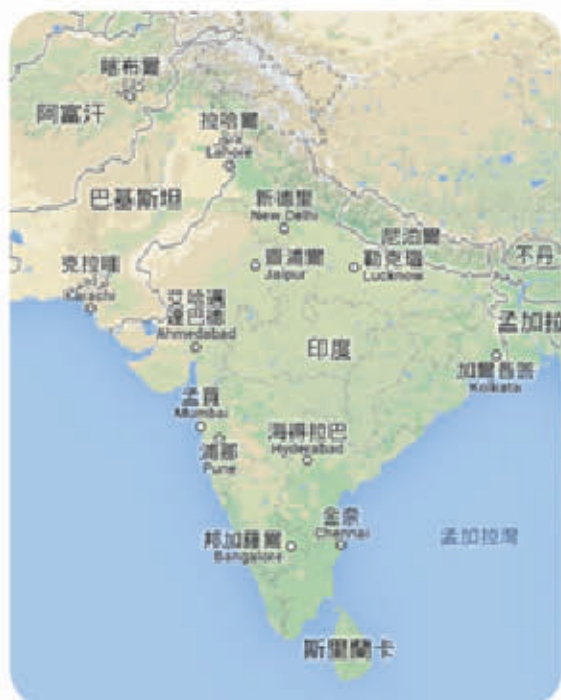 喀布爾
阿富汗
拉哈爾
Lahore
巴基斯坦
新德里
New Delhi
尼泊爾
不丹
克拉嗤
Karachi
齋浦爾
Jaipur
勒克瑙
Lucknow
艾哈邁
達巴德
Ahmedabad
印度
孟加拉
加爾各答
Kolkata
孟買
Mumbai
浦那
Pune
海得拉巴
Hyderabad
邦加羅爾
Bangalore
金奈
Chennai
孟加拉灣
斯里蘭卡